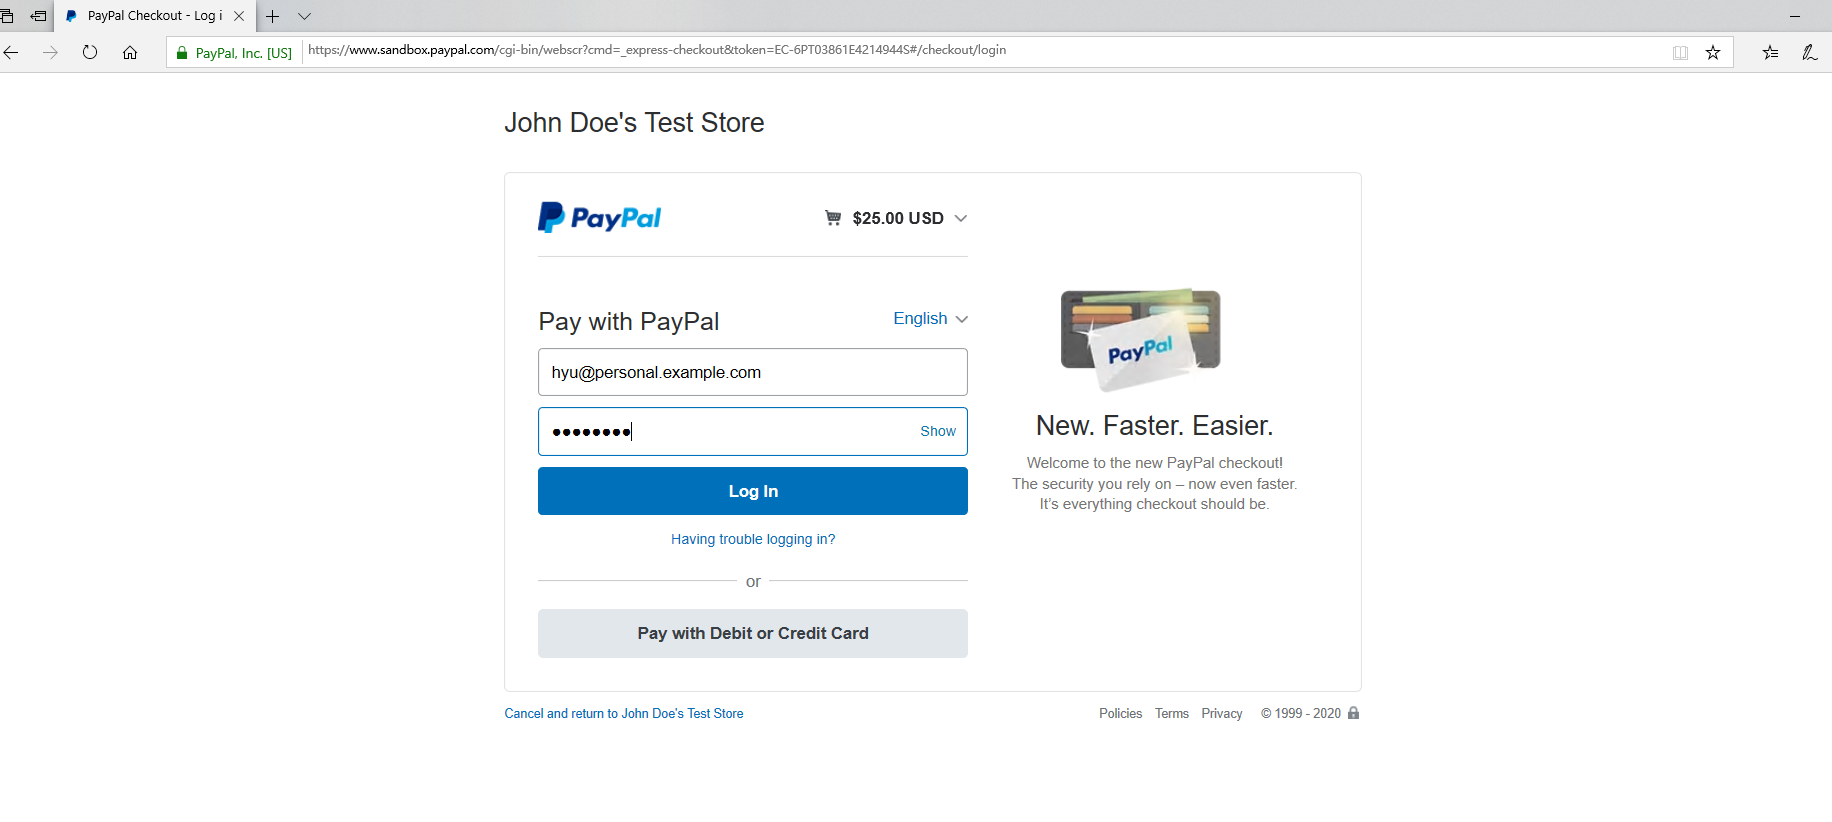 PayPal Checkout - Log i
PayPal, Inc. [US] https://www.sandbox.paypal.com/cgi-bin/webscr?cmd=_express-checkout&token=EC-6PT03861E4214944S#/checkout/login
John Doe's Test Store
PayPal $25.00 USD
Pay with PayPal English
hyu@personal.example.com
Show
Log In
Having trouble logging in?
or
Pay with Debit or Credit Card
PayPal
New. Faster. Easier.
Welcome to the new PayPal checkout!
The security you rely on – now even faster.
It's everything checkout should be.
Cancel and return to John Doe's Test Store
Policies Terms Privacy © 1999 - 2020